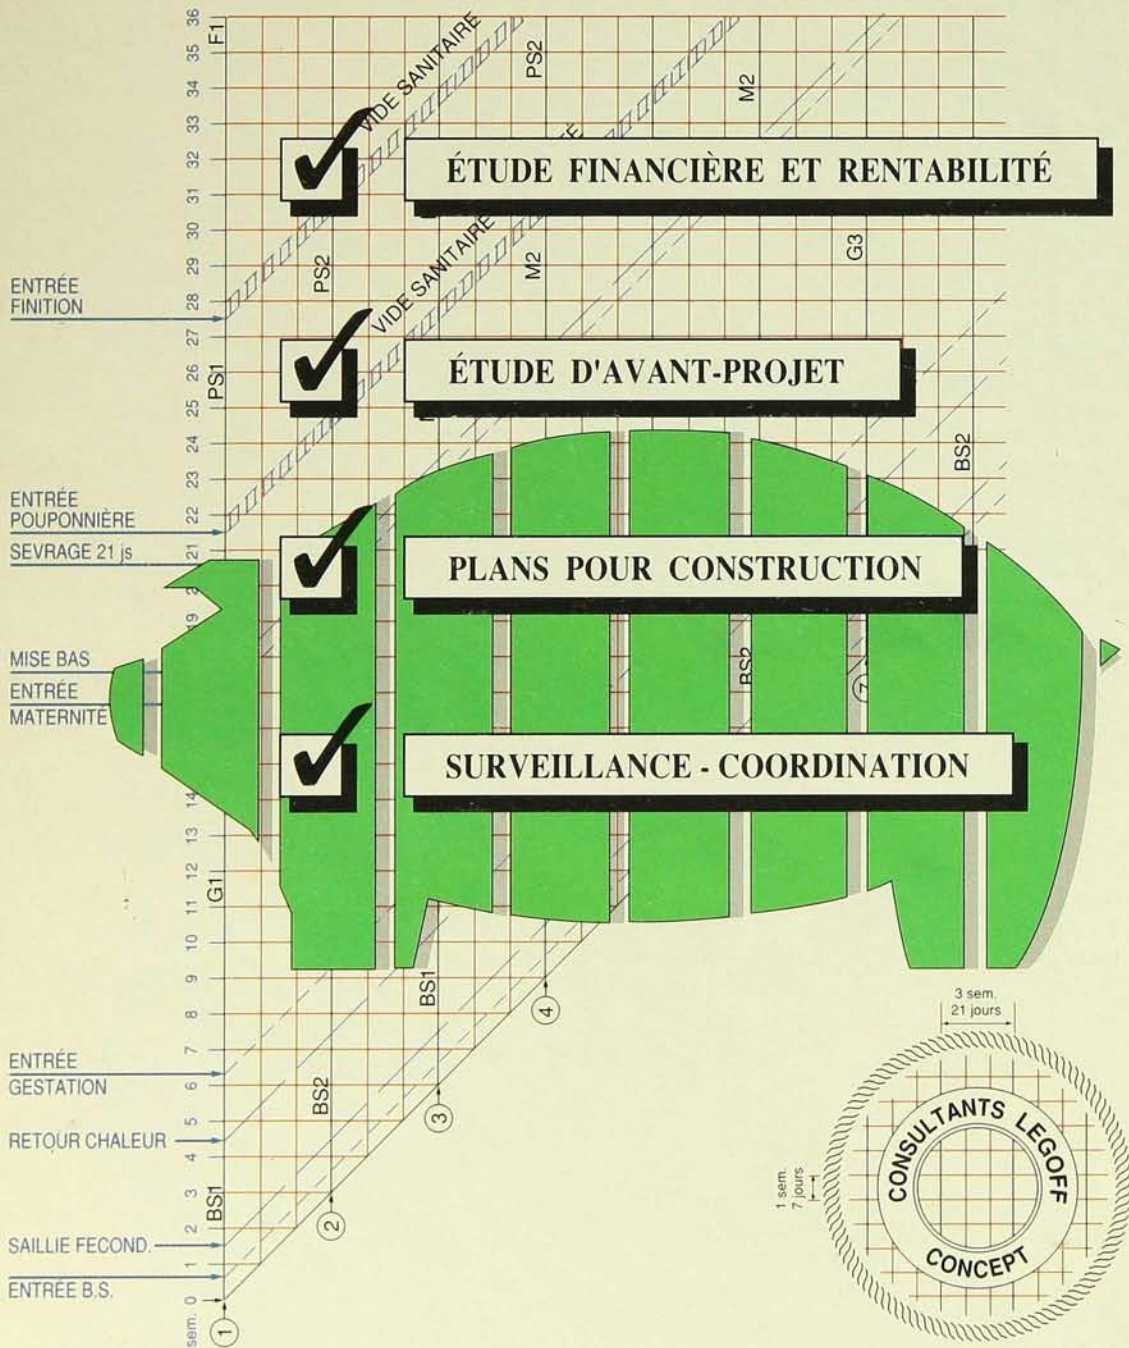 36
35
34
33
32
31
30
29
28
27
26
25
24
23
22
21
19
14
13
12
11
10
9
8
7
6
5
4
3
2
1
0
sem.
F1
PS1
G1
BS1
VIDE SANITAIRE
PS2
M2
ÉTUDE FINANCIÈRE ET RENTABILITÉ
PS2
VIDE SANITAIRE
M2
G3
ENTRÉE
FINITION
ÉTUDE D'AVANT-PROJET
BS2
ENTRÉE
POUPONNIÈRE
SEVRAGE 21 js
PLANS POUR CONSTRUCTION
MISE BAS
ENTRÉE
MATERNITÉ
BS2
7
SURVEILLANCE - COORDINATION
BS1
4
ENTRÉE
GESTATION
BS2
3
RETOUR CHALEUR
2
SAILLIE FECOND.
ENTRÉE B.S.
1
3 sem.
21 jours
1 sem.
7 jours
CONSULTANTS LEGOFF
CONCEPT